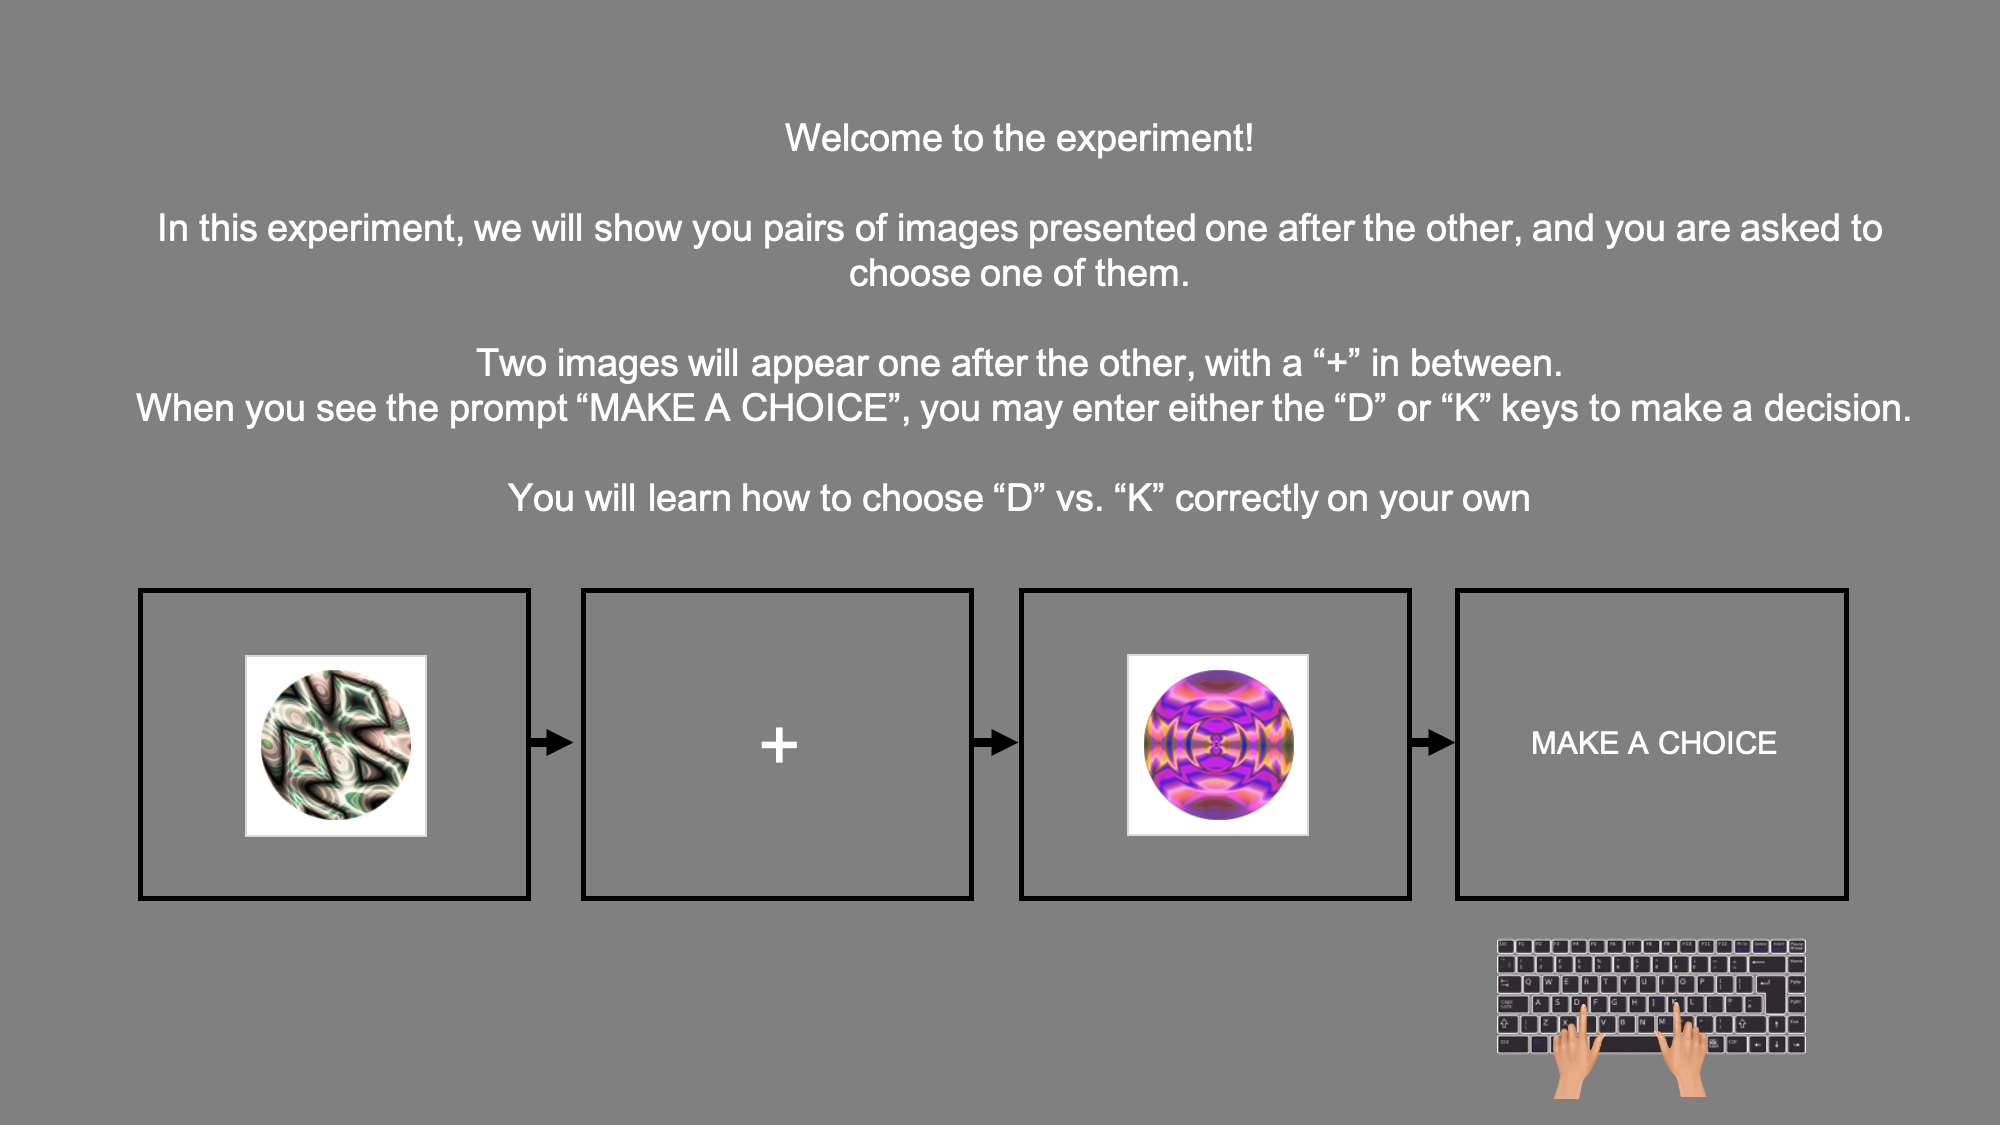 Welcome to the experiment!
In this experiment, we will show you pairs of images presented one after the other, and you are asked to
choose one of them.
Two images will appear one after the other, with a “+” in between.
When you see the prompt “MAKE A CHOICE”, you may enter either the “D” or “K” keys to make a decision.
You will learn how to choose “D” vs. “K” correctly on your own
+
MAKE A CHOICE
Q W E R T Y U I O P
A S D F G H J K L
Z X V B N M